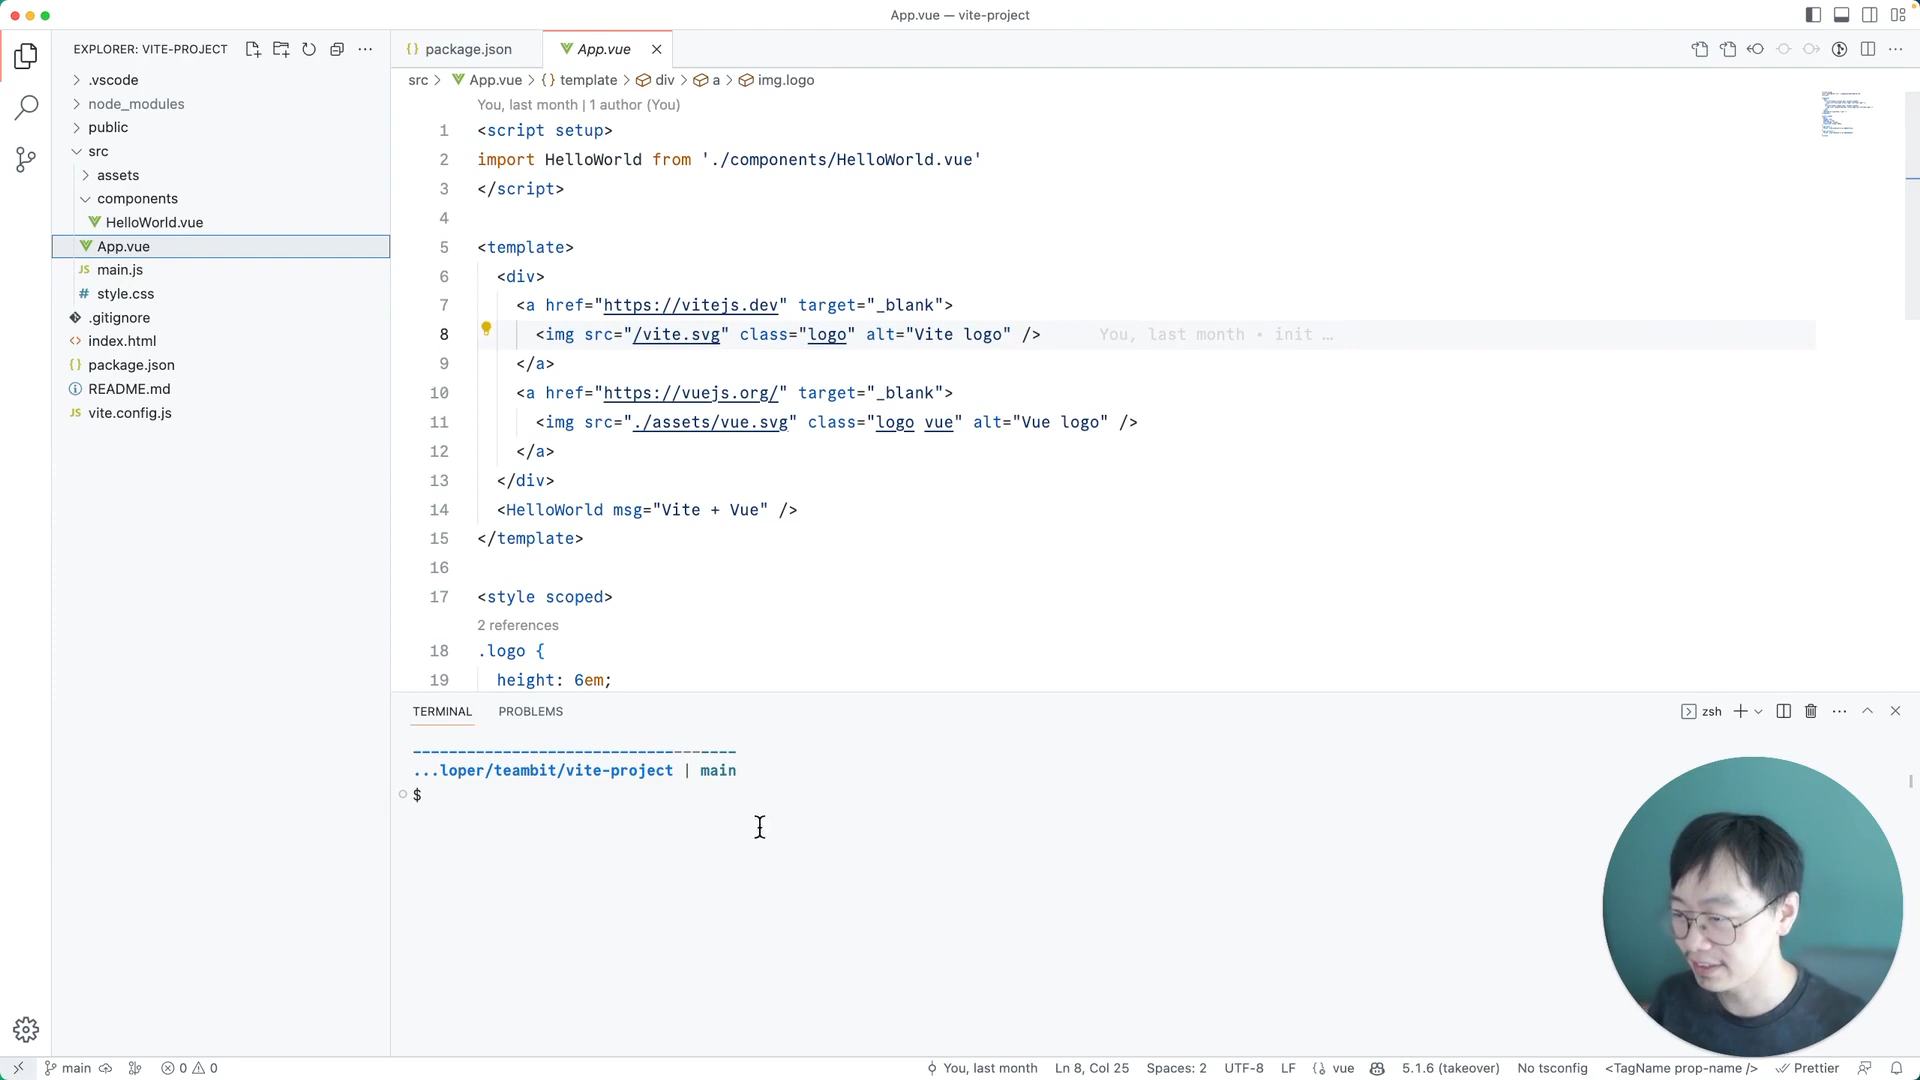 App.vue — vite-project
EXPLORER: VITE-PROJECT
.vscode
node_modules
public
src
assets
components
HelloWorld.vue
App.vue
JS main.js
# style.css
.gitignore
<> index.html
{} package.json
README.md
JS vite.config.js
{} package.json
App.vue
src > App.vue > {} template > div > a > img.logo
You, last month | 1 author (You)
1 <script setup>
2 import HelloWorld from './components/HelloWorld.vue'
3 </script>
4
5 <template>
6 <div>
7 <a href="https://vitejs.dev" target="_blank">
8 <img src="/vite.svg" class="logo" alt="Vite logo" /> You, last month • init …
9 </a>
10 <a href="https://vuejs.org/" target="_blank">
11 <img src="./assets/vue.svg" class="logo vue" alt="Vue logo" />
12 </a>
13 </div>
14 <HelloWorld msg="Vite + Vue" />
15 </template>
16
17 <style scoped>
2 references
18 .logo {
19 height: 6em;
TERMINAL PROBLEMS
zsh
...loper/teambit/vite-project | main
$
main 0 0 You, last month Ln 8, Col 25 Spaces: 2 UTF-8 LF {} vue 5.1.6 (takeover) No tsconfig <TagName prop-name /> Prettier